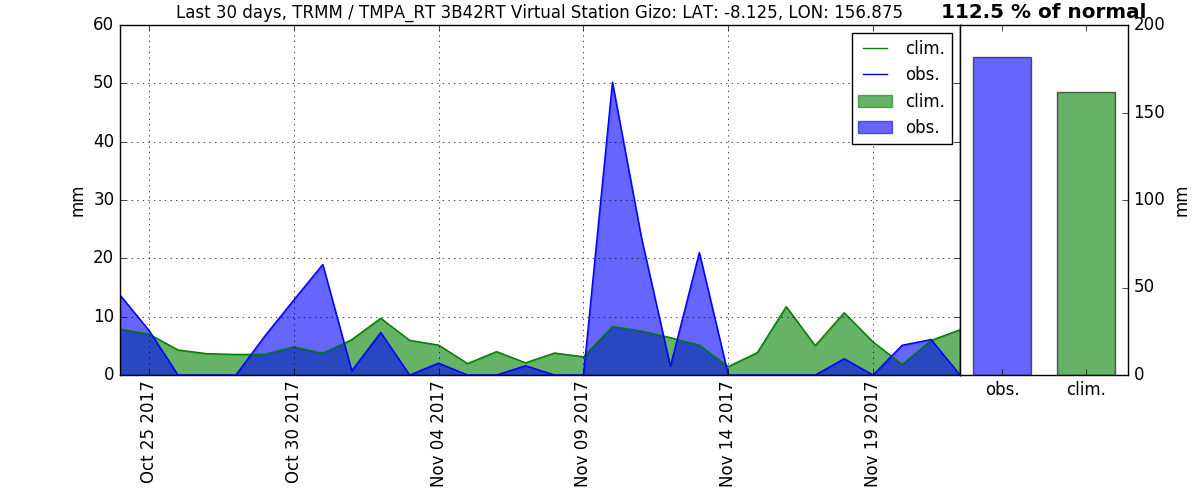 Last 30 days, TRMM / TMPA_RT 3B42RT Virtual Station Gizo: LAT: -8.125, LON: 156.875
112.5 % of normal
60
50
40
30
20
10
0
mm
clim.
obs.
clim.
obs.
200
150
100
50
0
mm
Oct 25 2017
Oct 30 2017
Nov 04 2017
Nov 09 2017
Nov 14 2017
Nov 19 2017
obs.
clim.